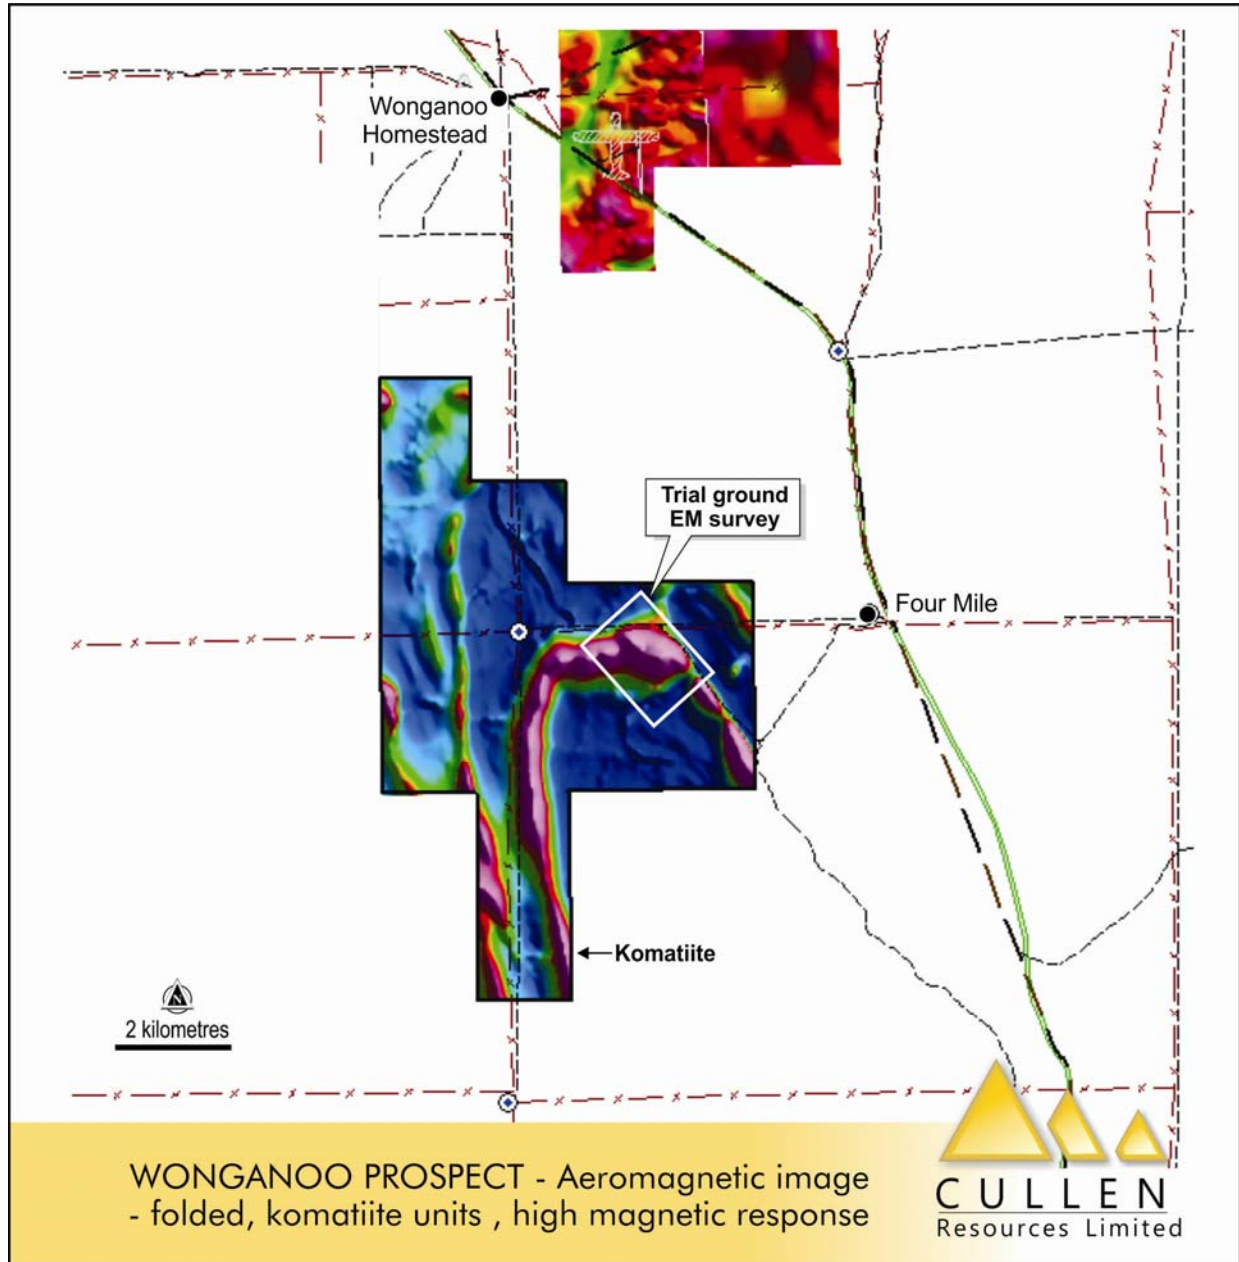 Wonganoo
Homestead
Trial ground
EM survey
Four Mile
Komatiite
N
2 kilometres
WONGANOO PROSPECT - Aeromagnetic image
- folded, komatiite units , high magnetic response
CULLEN
Resources Limited